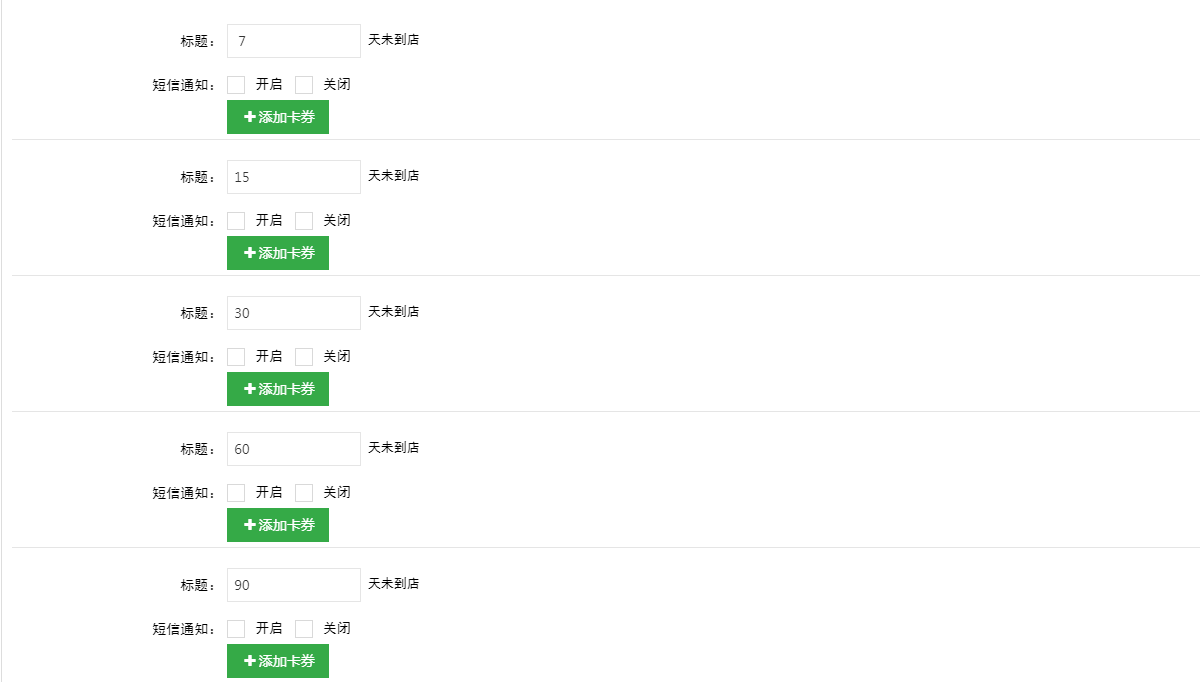 标题： 7 天未到店
短信通知： 开启 关闭
添加卡券
标题： 15 天未到店
短信通知： 开启 关闭
添加卡券
标题： 30 天未到店
短信通知： 开启 关闭
添加卡券
标题： 60 天未到店
短信通知： 开启 关闭
添加卡券
标题： 90 天未到店
短信通知： 开启 关闭
添加卡券